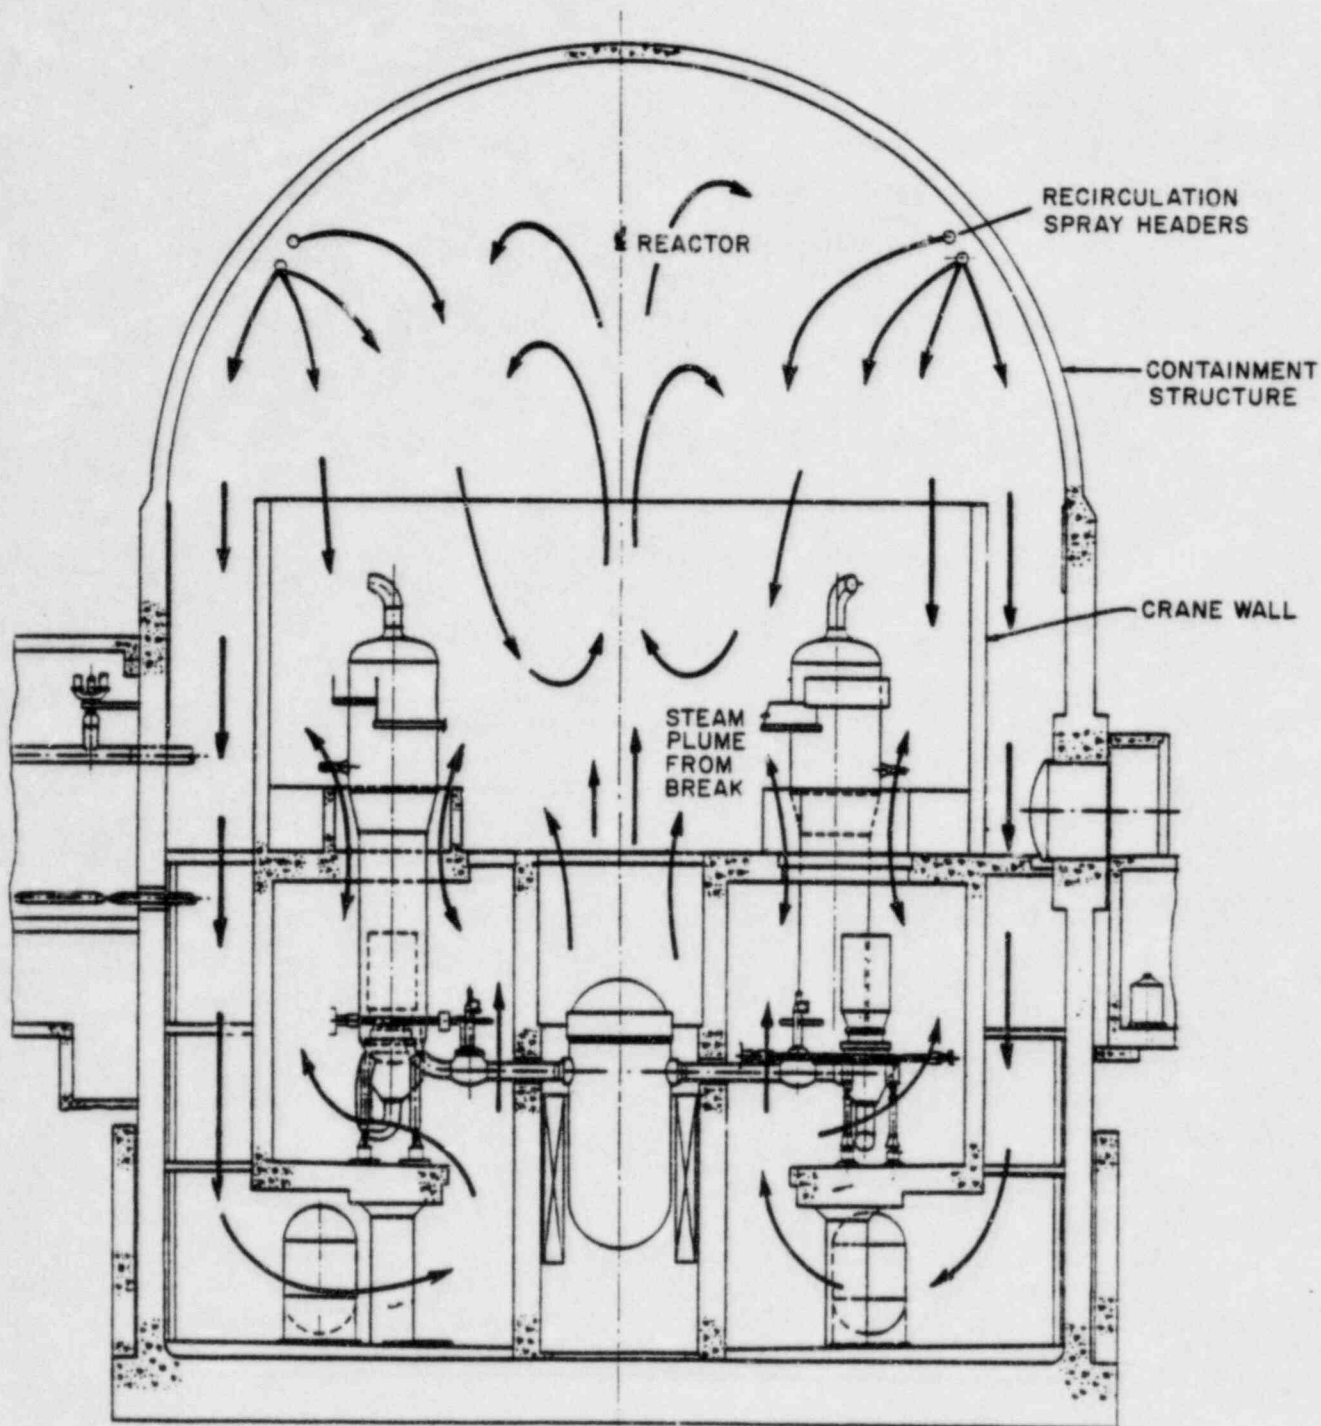 RECIRCULATION
SPRAY HEADERS
℄ REACTOR
CONTAINMENT
STRUCTURE
CRANE WALL
STEAM
PLUME
FROM
BREAK